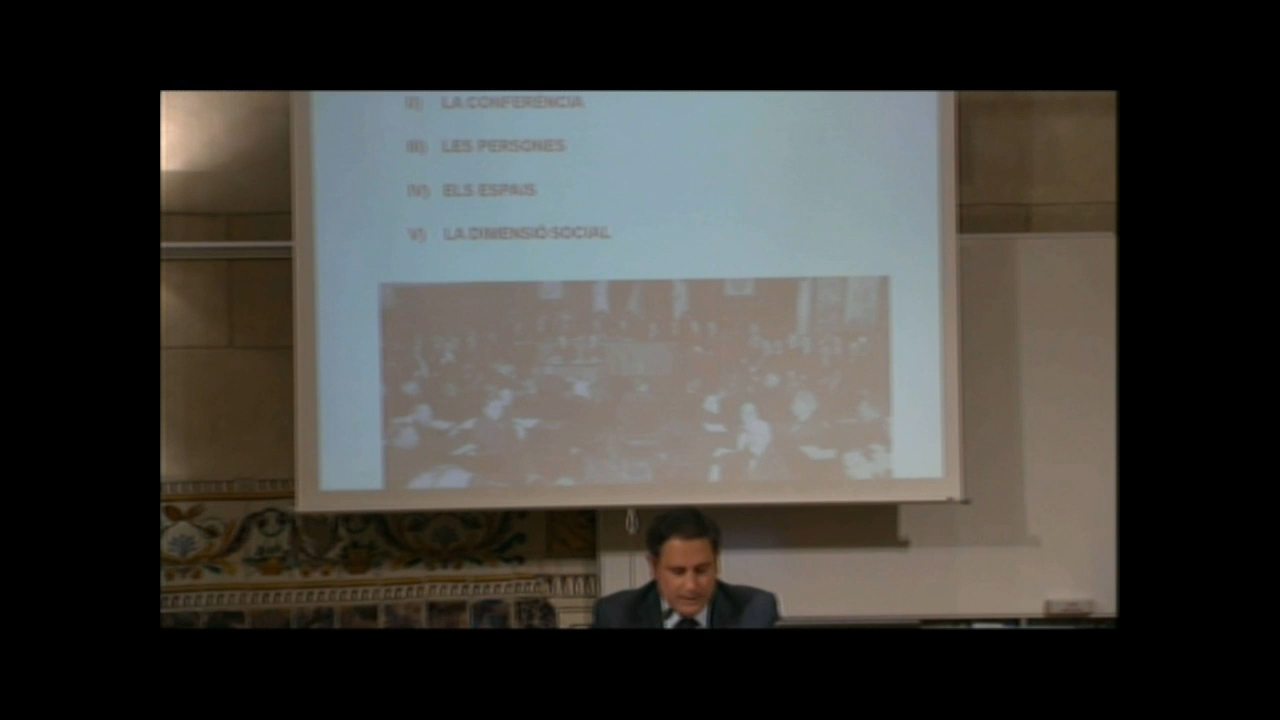 II) LA CONFERÈNCIA
III) LES PERSONES
IV) ELS ESPAIS
V) LA DIMENSIÓ SOCIAL